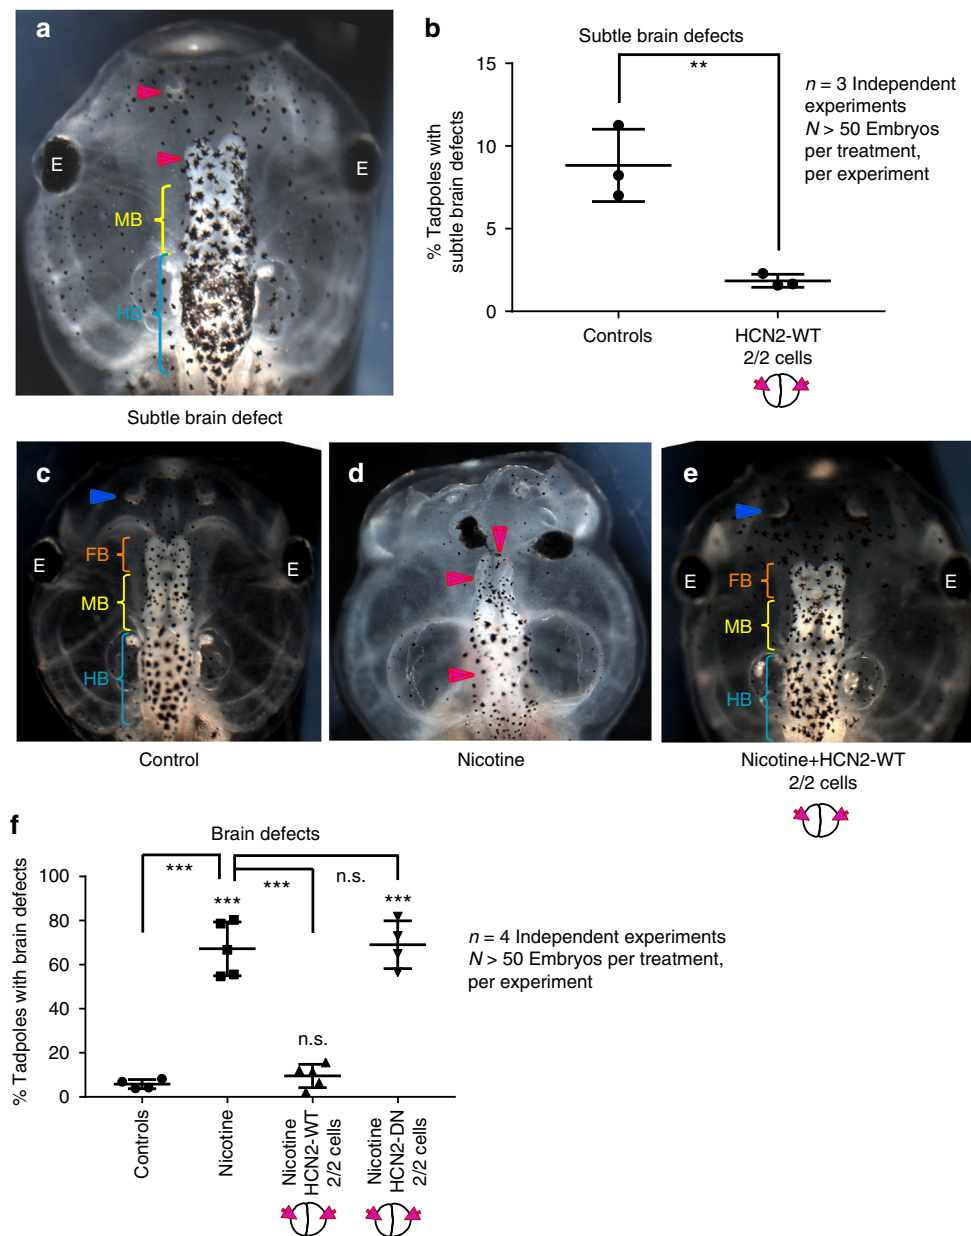 a
E
E
MB
HB
Subtle brain defect
b
Subtle brain defects
**
15
10
5
0
% Tadpoles with
subtle brain defects
Controls
HCN2-WT
2/2 cells
n = 3 Independent
experiments
N > 50 Embryos
per treatment,
per experiment
c
FB
MB
HB
E
E
Control
d
Nicotine
e
E
E
FB
MB
HB
Nicotine+HCN2-WT
2/2 cells
f
Brain defects
***
***
n.s.
***
n.s.
***
100
80
60
40
20
0
% Tadpoles with brain defects
Controls
Nicotine
Nicotine
HCN2-WT
2/2 cells
Nicotine
HCN2-DN
2/2 cells
n = 4 Independent experiments
N > 50 Embryos per treatment,
per experiment